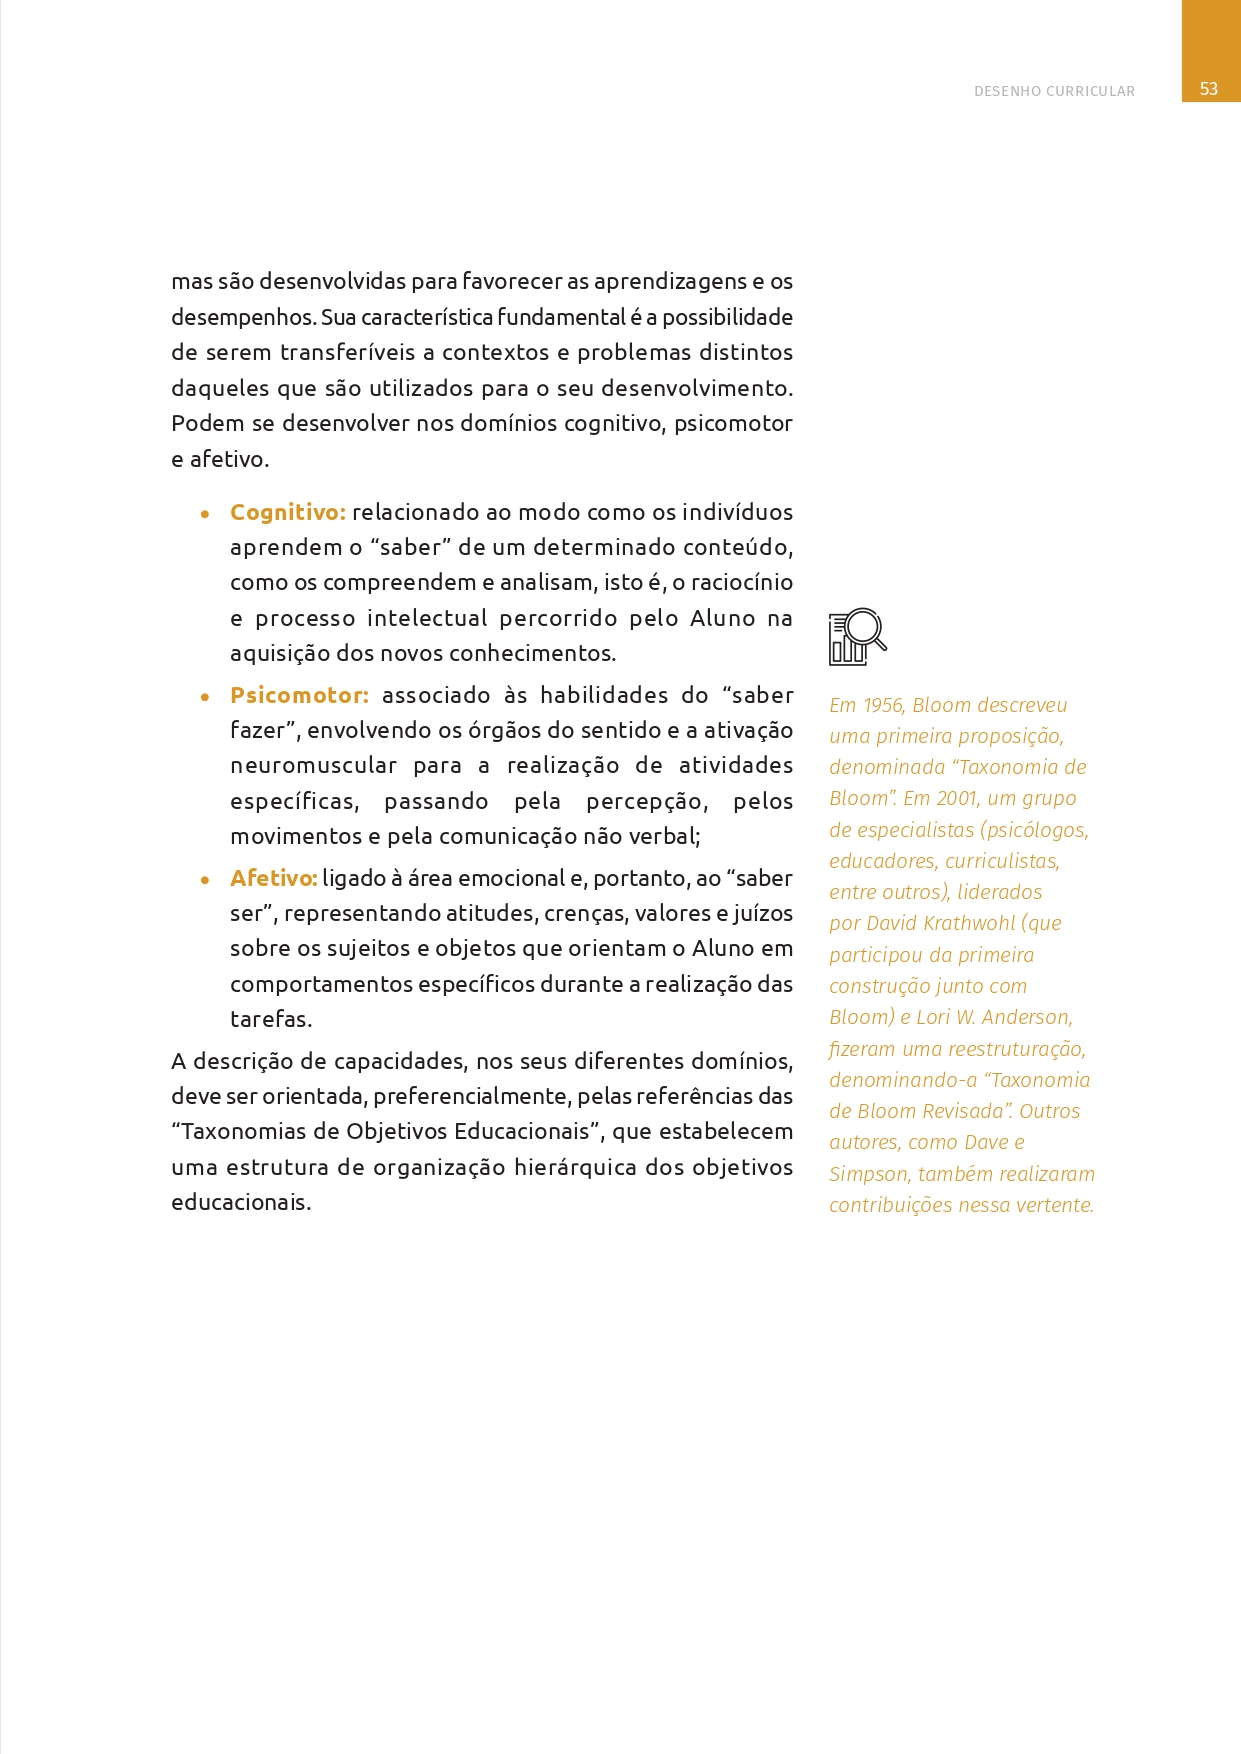 DESENHO CURRICULAR
53
mas são desenvolvidas para favorecer as aprendizagens e os
desempenhos. Sua característica fundamental é a possibilidade
de serem transferíveis a contextos e problemas distintos
daqueles que são utilizados para o seu desenvolvimento.
Podem se desenvolver nos domínios cognitivo, psicomotor
e afetivo.
• Cognitivo: relacionado ao modo como os indivíduos
aprendem o “saber” de um determinado conteúdo,
como os compreendem e analisam, isto é, o raciocínio
e processo intelectual percorrido pelo Aluno na
aquisição dos novos conhecimentos.
• Psicomotor: associado às habilidades do “saber
fazer”, envolvendo os órgãos do sentido e a ativação
neuromuscular para a realização de atividades
específicas, passando pela percepção, pelos
movimentos e pela comunicação não verbal;
• Afetivo: ligado à área emocional e, portanto, ao “saber
ser”, representando atitudes, crenças, valores e juízos
sobre os sujeitos e objetos que orientam o Aluno em
comportamentos específicos durante a realização das
tarefas.
A descrição de capacidades, nos seus diferentes domínios,
deve ser orientada, preferencialmente, pelas referências das
“Taxonomias de Objetivos Educacionais”, que estabelecem
uma estrutura de organização hierárquica dos objetivos
educacionais.
Em 1956, Bloom descreveu
uma primeira proposição,
denominada “Taxonomia de
Bloom”. Em 2001, um grupo
de especialistas (psicólogos,
educadores, curriculistas,
entre outros), liderados
por David Krathwohl (que
participou da primeira
construção junto com
Bloom) e Lori W. Anderson,
fizeram uma reestruturação,
denominando-a “Taxonomia
de Bloom Revisada”. Outros
autores, como Dave e
Simpson, também realizaram
contribuições nessa vertente.